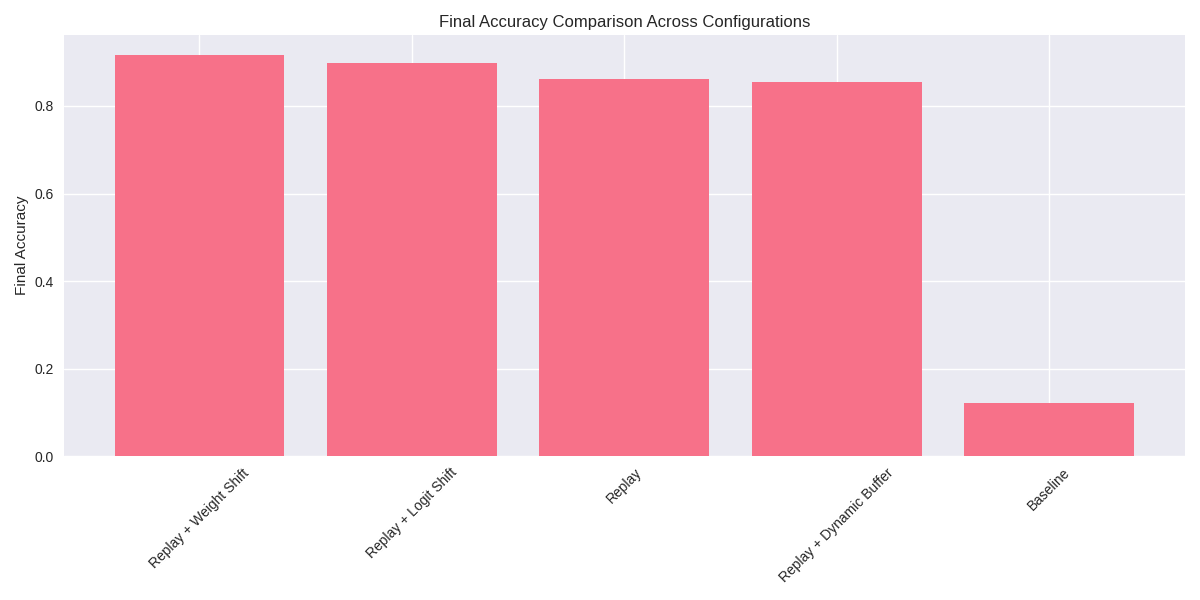 Final Accuracy Comparison Across Configurations
Final Accuracy
0.8
0.6
0.4
0.2
0.0
Replay + Weight Shift
Replay + Logit Shift
Replay
Replay + Dynamic Buffer
Baseline